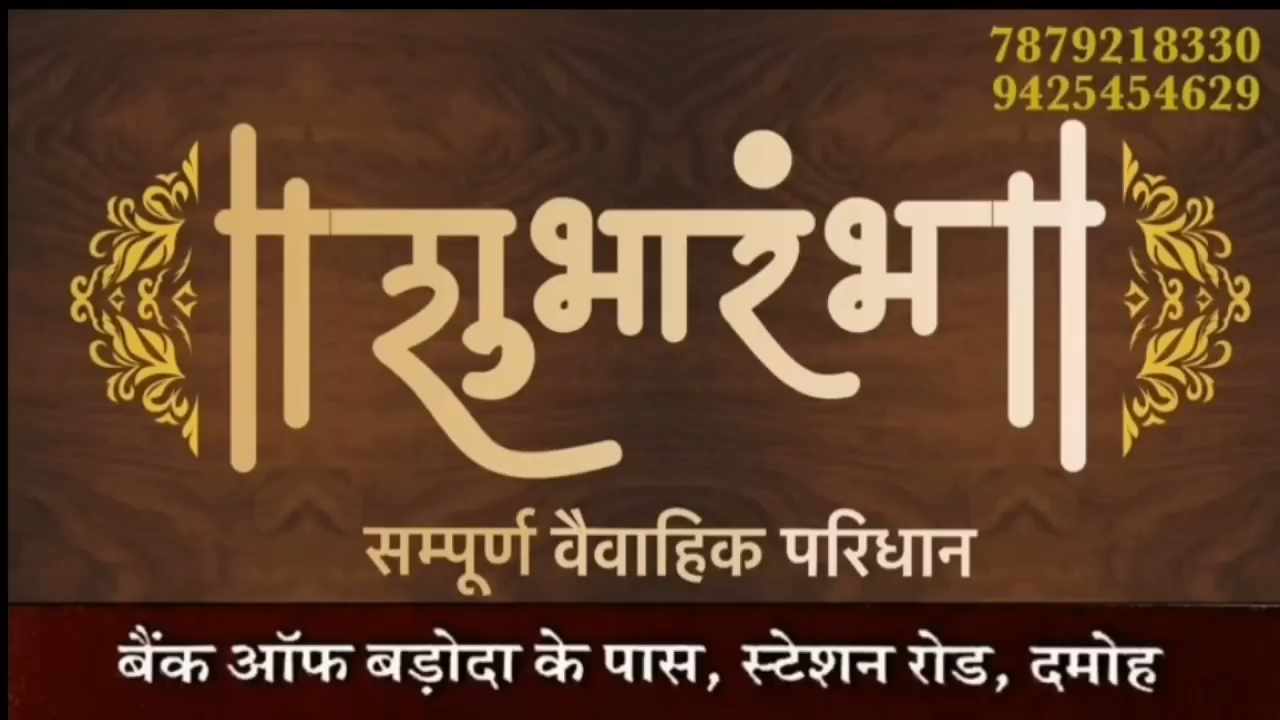 7879218330
9425454629
॥ शुभारंभ ॥
सम्पूर्ण वैवाहिक परिधान
बैंक ऑफ बड़ोदा के पास, स्टेशन रोड, दमोह